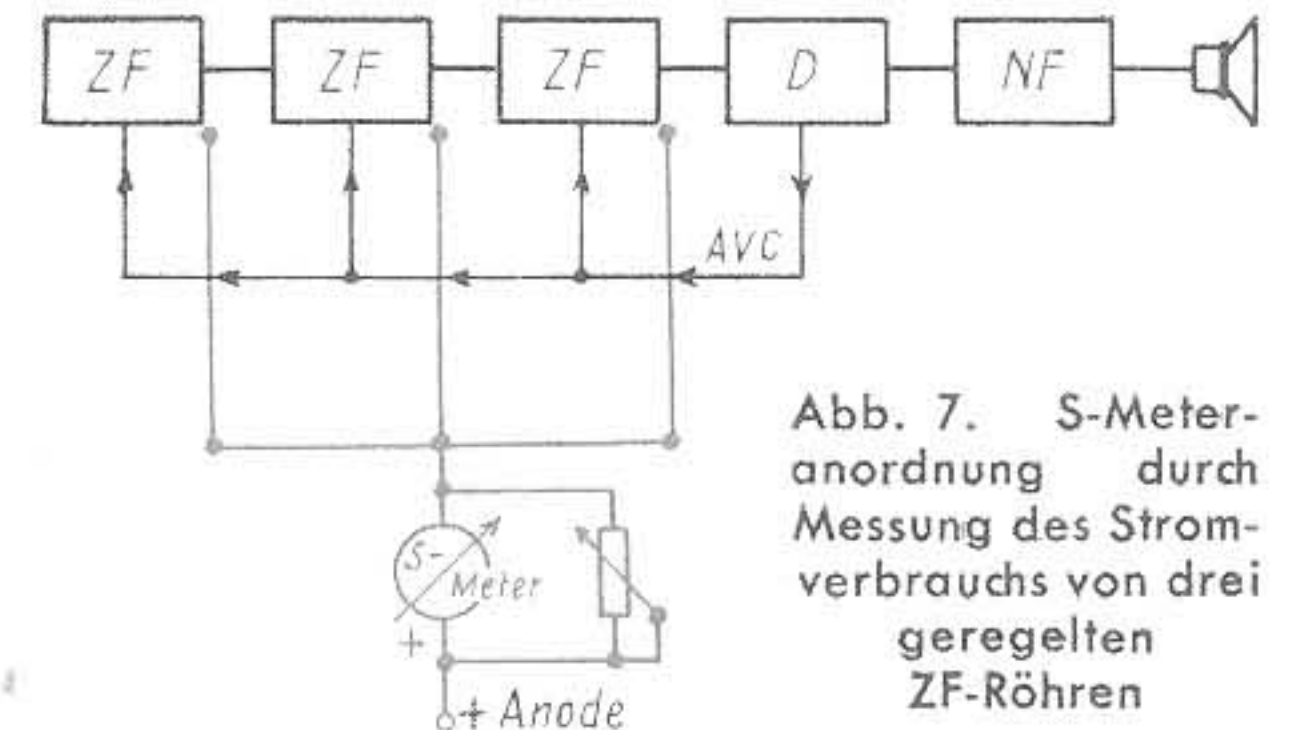 ZF ZF ZF D NF
AVC
S-
Meter
+
+ Anode
Abb. 7. S-Meter-
anordnung durch
Messung des Strom-
verbrauchs von drei
geregelten
ZF-Röhren